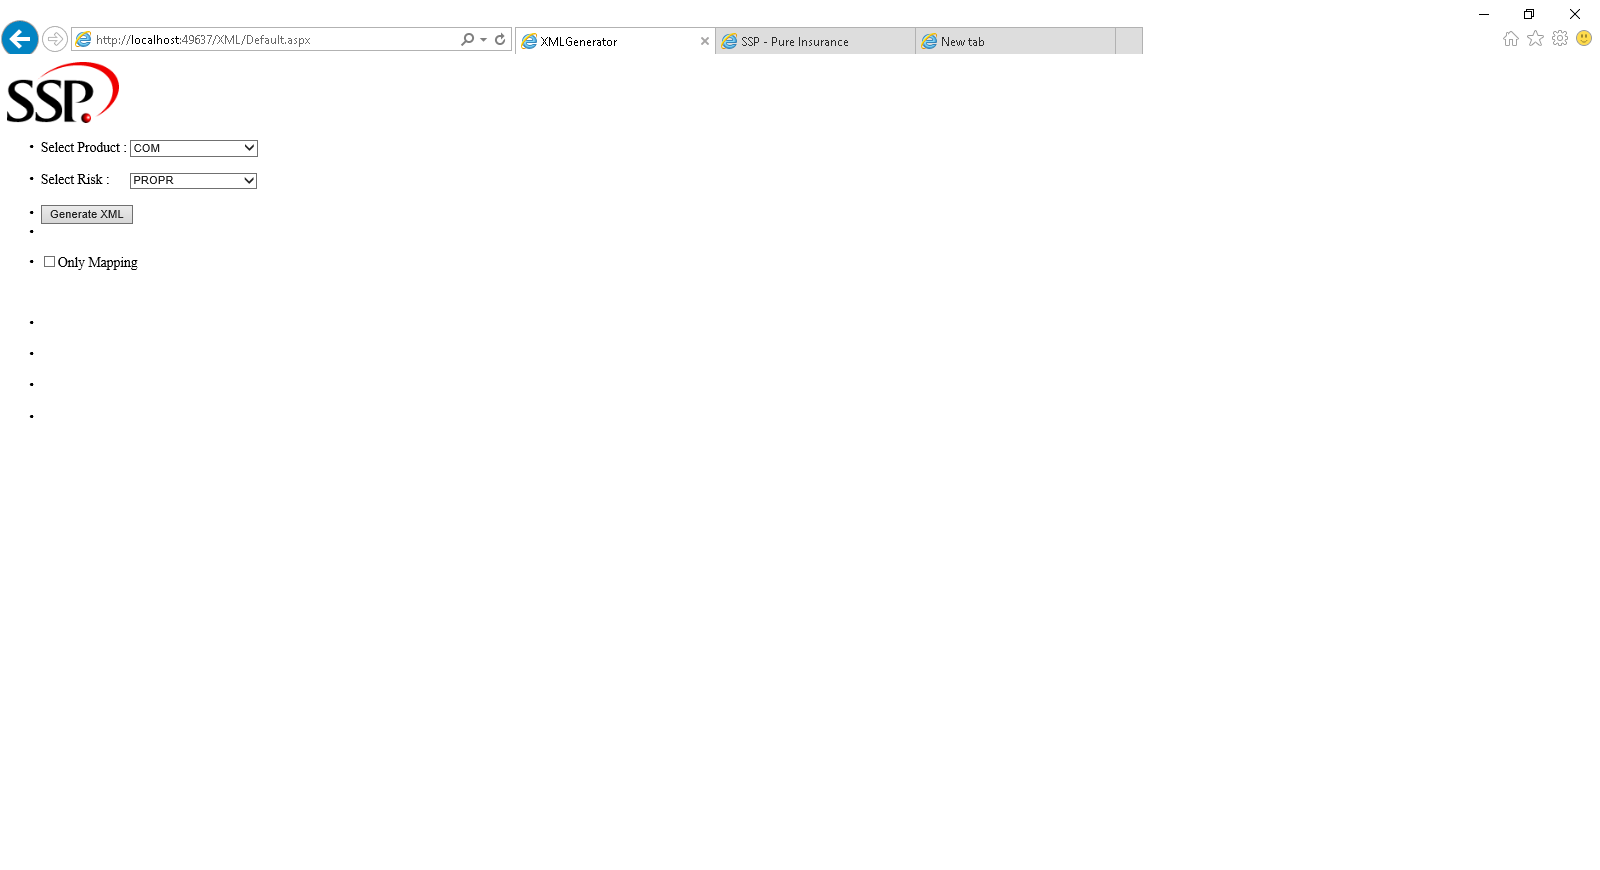 http://localhost:49637/XML/Default.aspx
XMLGenerator
SSP - Pure Insurance
New tab
SSP.
Select Product : COM
Select Risk : PROPR
Generate XML
Only Mapping